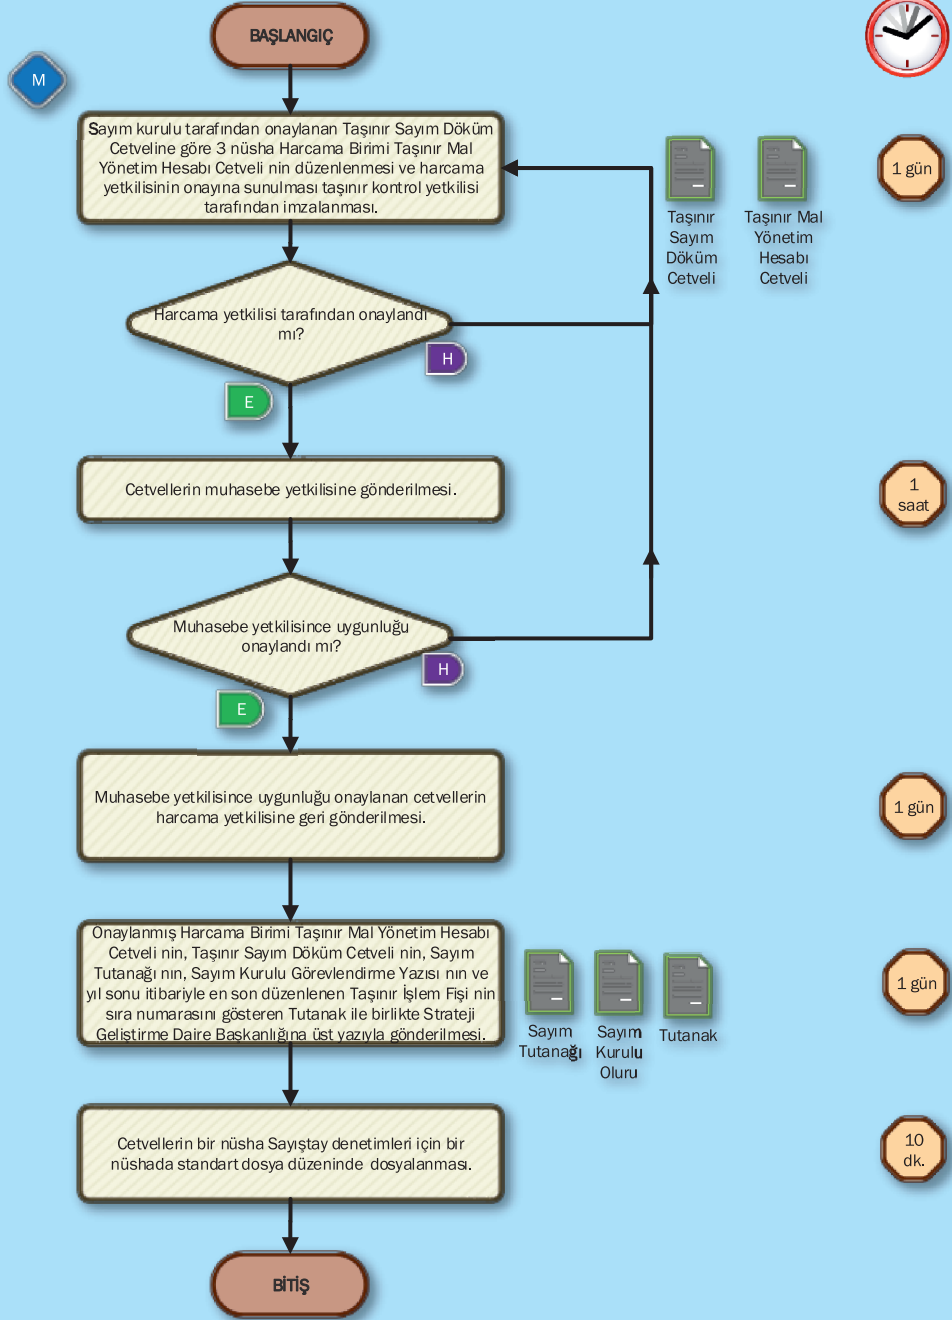 BAŞLANGIÇ
M
Sayım kurulu tarafından onaylanan Taşınır Sayım Döküm
Cetveline göre 3 nüsha Harcama Birimi Taşınır Mal
Yönetim Hesabı Cetveli nin düzenlenmesi ve harcama
yetkilisinin onayına sunulması taşınır kontrol yetkilisi
tarafından imzalanması.
Taşınır
Sayım
Döküm
Cetveli
Taşınır Mal
Yönetim
Hesabı
Cetveli
1 gün
Harcama yetkilisi tarafından onaylandı
mı?
H
E
Cetvellerin muhasebe yetkilisine gönderilmesi.
1
saat
Muhasebe yetkilisince uygunluğu
onaylandı mı?
H
E
Muhasebe yetkilisince uygunluğu onaylanan cetvellerin
harcama yetkilisine geri gönderilmesi.
1 gün
Onaylanmış Harcama Birimi Taşınır Mal Yönetim Hesabı
Cetveli nin, Taşınır Sayım Döküm Cetveli nin, Sayım
Tutanağı nın, Sayım Kurulu Görevlendirme Yazısı nın ve
yıl sonu itibariyle en son düzenlenen Taşınır İşlem Fişi nin
sıra numarasını gösteren Tutanak ile birlikte Strateji
Geliştirme Daire Başkanlığına üst yazıyla gönderilmesi.
Sayım
Tutanağı
Sayım
Kurulu
Oluru
Tutanak
1 gün
Cetvellerin bir nüsha Sayıştay denetimleri için bir
nüshada standart dosya düzeninde dosyalanması.
10
dk.
BİTİŞ